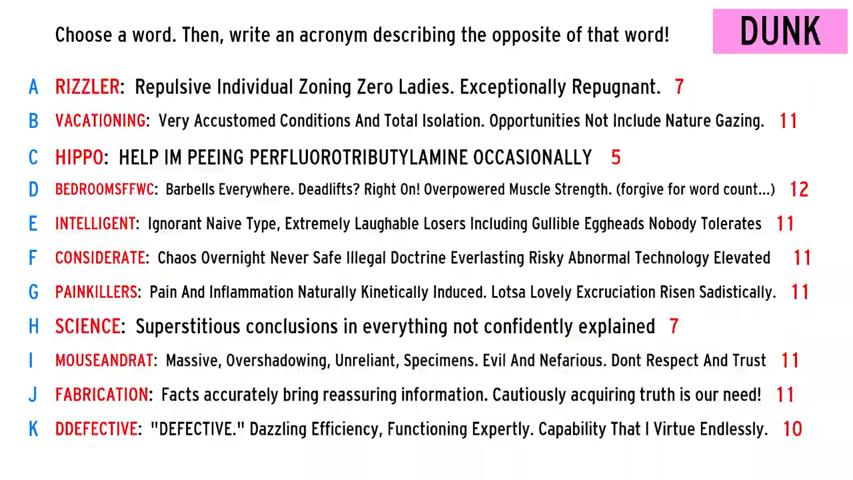 Choose a word. Then, write an acronym describing the opposite of that word!
DUNK
A RIZZLER: Repulsive Individual Zoning Zero Ladies. Exceptionally Repugnant. 7
B VACATIONING: Very Accustomed Conditions And Total Isolation. Opportunities Not Include Nature Gazing. 11
C HIPPO: HELP IM PEEING PERFLUOROTRIBUTYLAMINE OCCASIONALLY 5
D BEDROOMSFFWC: Barbells Everywhere. Deadlifts? Right On! Overpowered Muscle Strength. (forgive for word count...) 12
E INTELLIGENT: Ignorant Naive Type, Extremely Laughable Losers Including Gullible Eggheads Nobody Tolerates 11
F CONSIDERATE: Chaos Overnight Never Safe Illegal Doctrine Everlasting Risky Abnormal Technology Elevated 11
G PAINKILLERS: Pain And Inflammation Naturally Kinetically Induced. Lotsa Lovely Excruciation Risen Sadistically. 11
H SCIENCE: Superstitious conclusions in everything not confidently explained 7
I MOUSEANDRAT: Massive, Overshadowing, Unreliant, Specimens. Evil And Nefarious. Dont Respect And Trust 11
J FABRICATION: Facts accurately bring reassuring information. Cautiously acquiring truth is our need! 11
K DDEFECTIVE: "DEFECTIVE." Dazzling Efficiency, Functioning Expertly. Capability That I Virtue Endlessly. 10